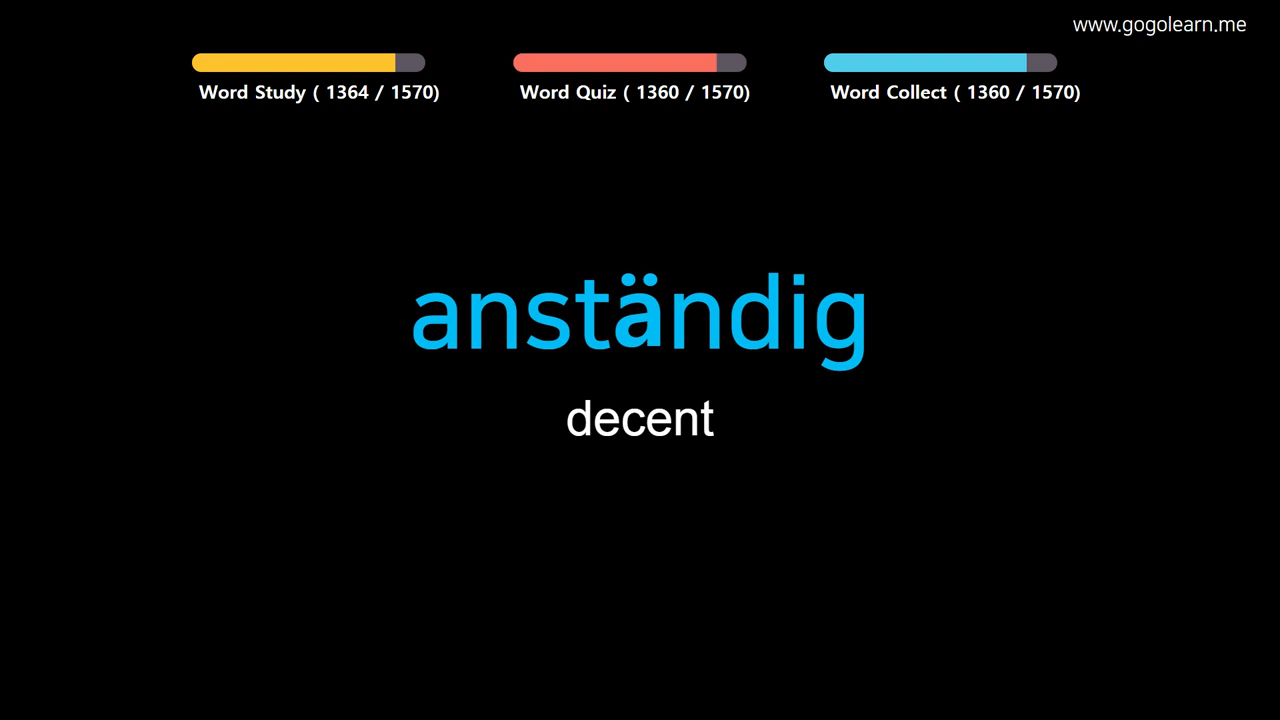 www.gogolearn.me
Word Study ( 1364 / 1570)
Word Quiz ( 1360 / 1570)
Word Collect ( 1360 / 1570)
anständig
decent